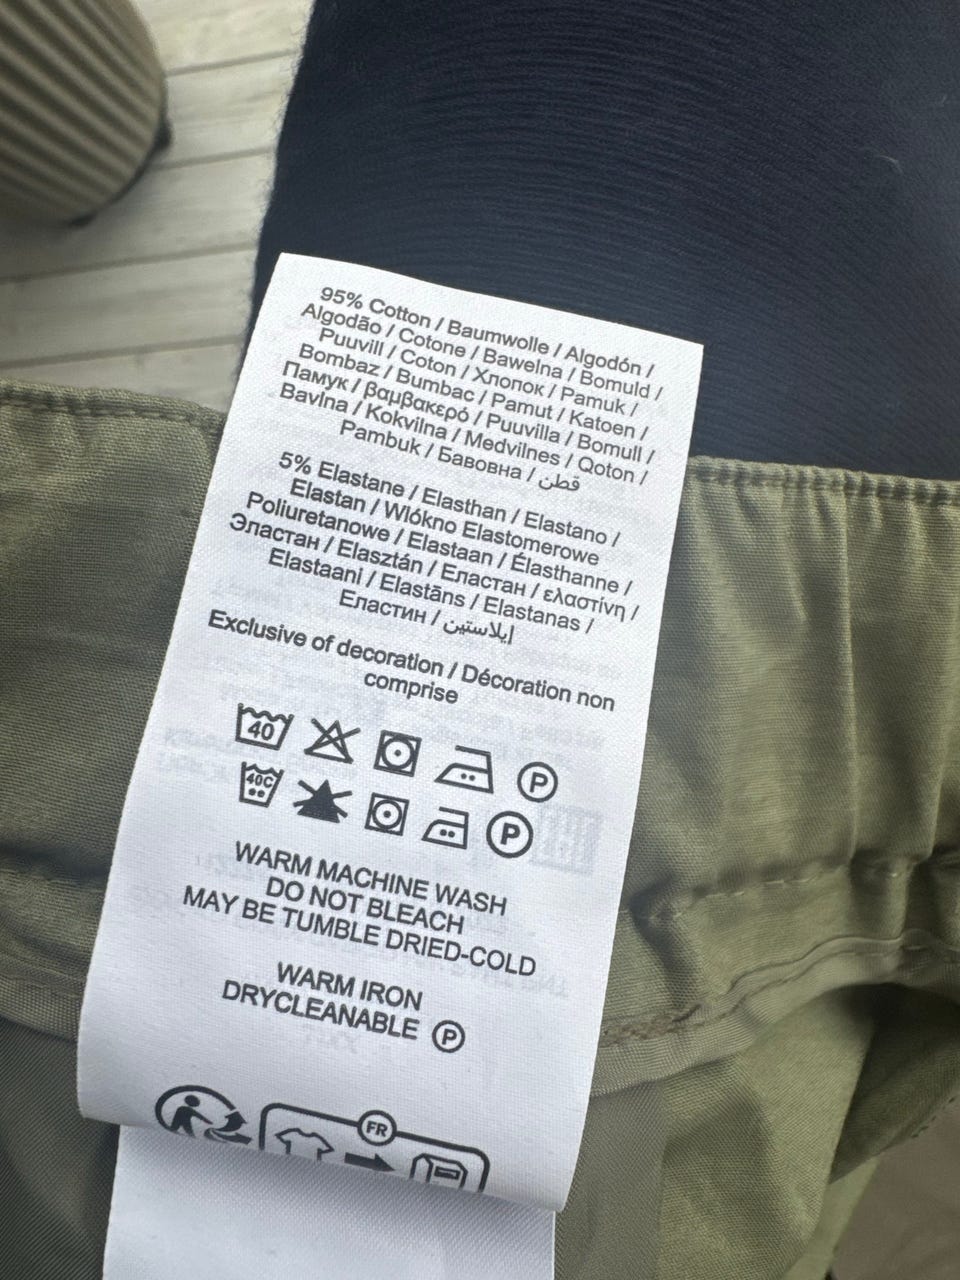 95% Cotton / Baumwolle / Algodón /
Algodão / Cotone / Bawełna / Bomuld /
Puuvill / Coton / Хлопок / Pamuk /
Bombaz / Bumbac / Pamut / Katoen /
Памук / βαμβακερό / Puuvilla / Bomull /
Bavlna / Kokvilna / Medvilnes / Qoton /
Pambuk / Бавовна / قطن
5% Elastane / Elasthan / Elastano /
Elastan / Włókno Elastomerowe
Poliuretanowe / Elastaan / Élasthanne /
Эластан / Elasztán / Еластан / ελαστίνη /
Elastaani / Elastāns / Elastanas /
Еластин / إيلاستين
Exclusive of decoration / Décoration non
comprise
40 P
40C P
WARM MACHINE WASH
DO NOT BLEACH
MAY BE TUMBLE DRIED-COLD
WARM IRON
DRYCLEANABLE P
FR